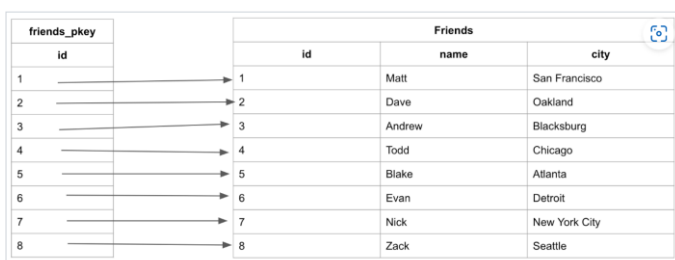 friends_pkey Friends
id id name city
1 1 Matt San Francisco
2 2 Dave Oakland
3 3 Andrew Blacksburg
4 4 Todd Chicago
5 5 Blake Atlanta
6 6 Evan Detroit
7 7 Nick New York City
8 8 Zack Seattle